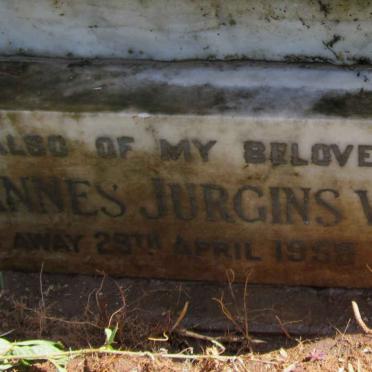 ALSO OF MY BELOVE
ANNES JURGINS
AWAY 29TH APRIL